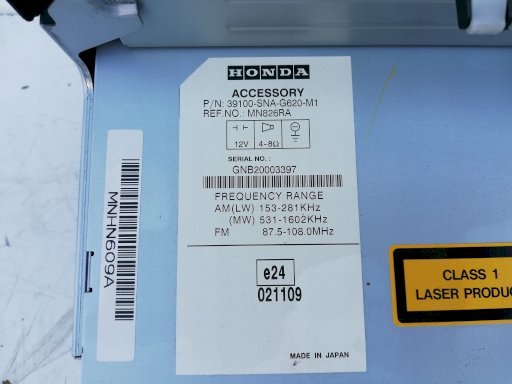 HONDA
ACCESSORY
P/N: 39100-SNA-G620-M1
REF.NO.: MN826RA
12V 4-8Ω
SERIAL NO.:
GNB20003397
FREQUENCY RANGE
AM(LW) 153-281KHz
(MW) 531-1602KHz
FM 87.5-108.0MHz
e24
021109
MADE IN JAPAN
MNHN609A
CLASS 1
LASER PRODUC